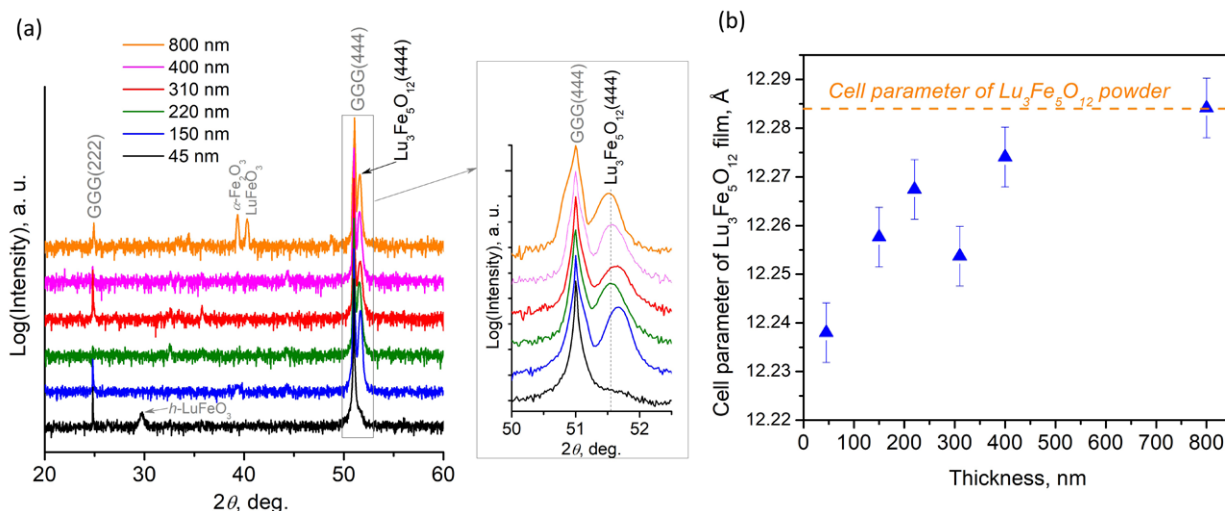 (a)
800 nm
400 nm
310 nm
220 nm
150 nm
45 nm
GGG(222)
α-Fe₂O₃
LuFeO₃
GGG(444)
Lu₃Fe₅O₁₂(444)
h-LuFeO₃
Log(Intensity), a. u.
20 30 40 50 60
2θ, deg.
GGG(444)
Lu₃Fe₅O₁₂(444)
Log(Intensity), a. u.
50 51 52
2θ, deg.
(b)
Cell parameter of Lu₃Fe₅O₁₂ powder
Cell parameter of Lu₃Fe₅O₁₂ film, Å
12.29
12.28
12.27
12.26
12.25
12.24
12.23
12.22
0 100 200 300 400 500 600 700 800
Thickness, nm